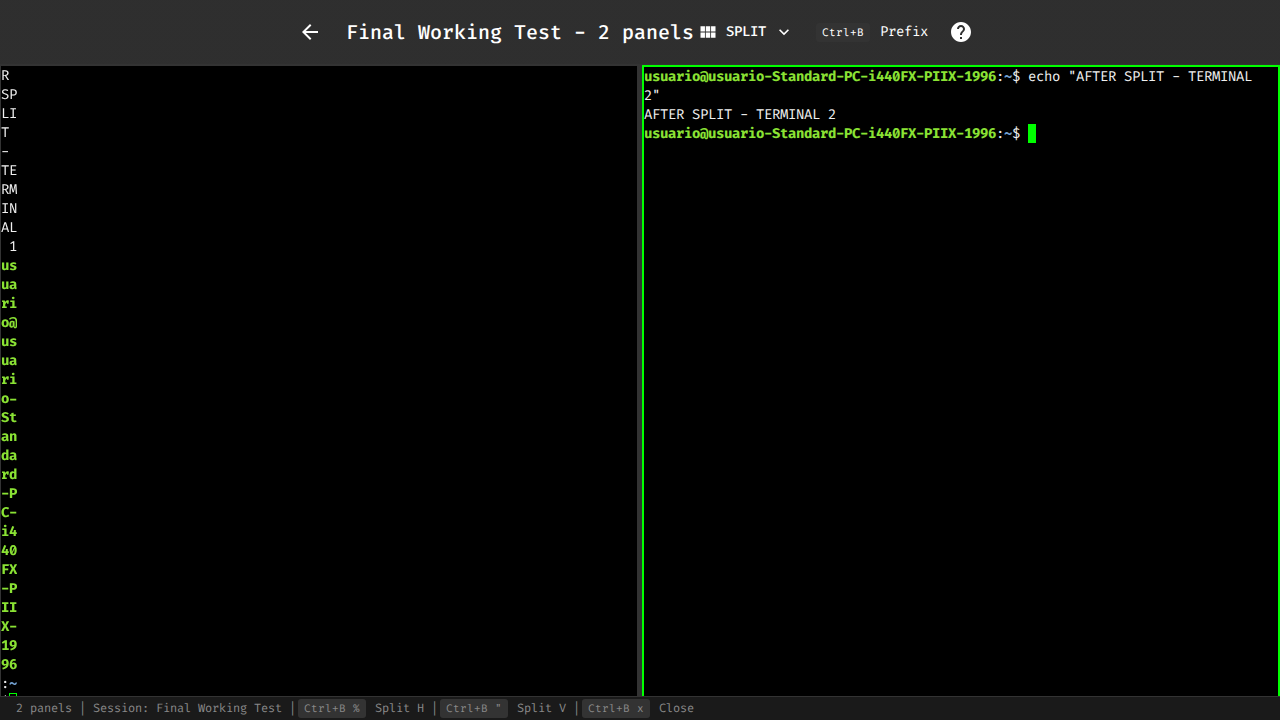 Final Working Test - 2 panels SPLIT Ctrl+B Prefix
R
SP
LI
T
-
TE
RM
IN
AL
1
us
ua
ri
o@
us
ua
ri
o-
St
an
da
rd
-P
C-
i4
40
FX
-P
II
X-
19
96
:~
usuario@usuario-Standard-PC-i440FX-PIIX-1996:~$ echo "AFTER SPLIT - TERMINAL
2"
AFTER SPLIT - TERMINAL 2
usuario@usuario-Standard-PC-i440FX-PIIX-1996:~$
2 panels | Session: Final Working Test | Ctrl+B % Split H | Ctrl+B " Split V | Ctrl+B x Close